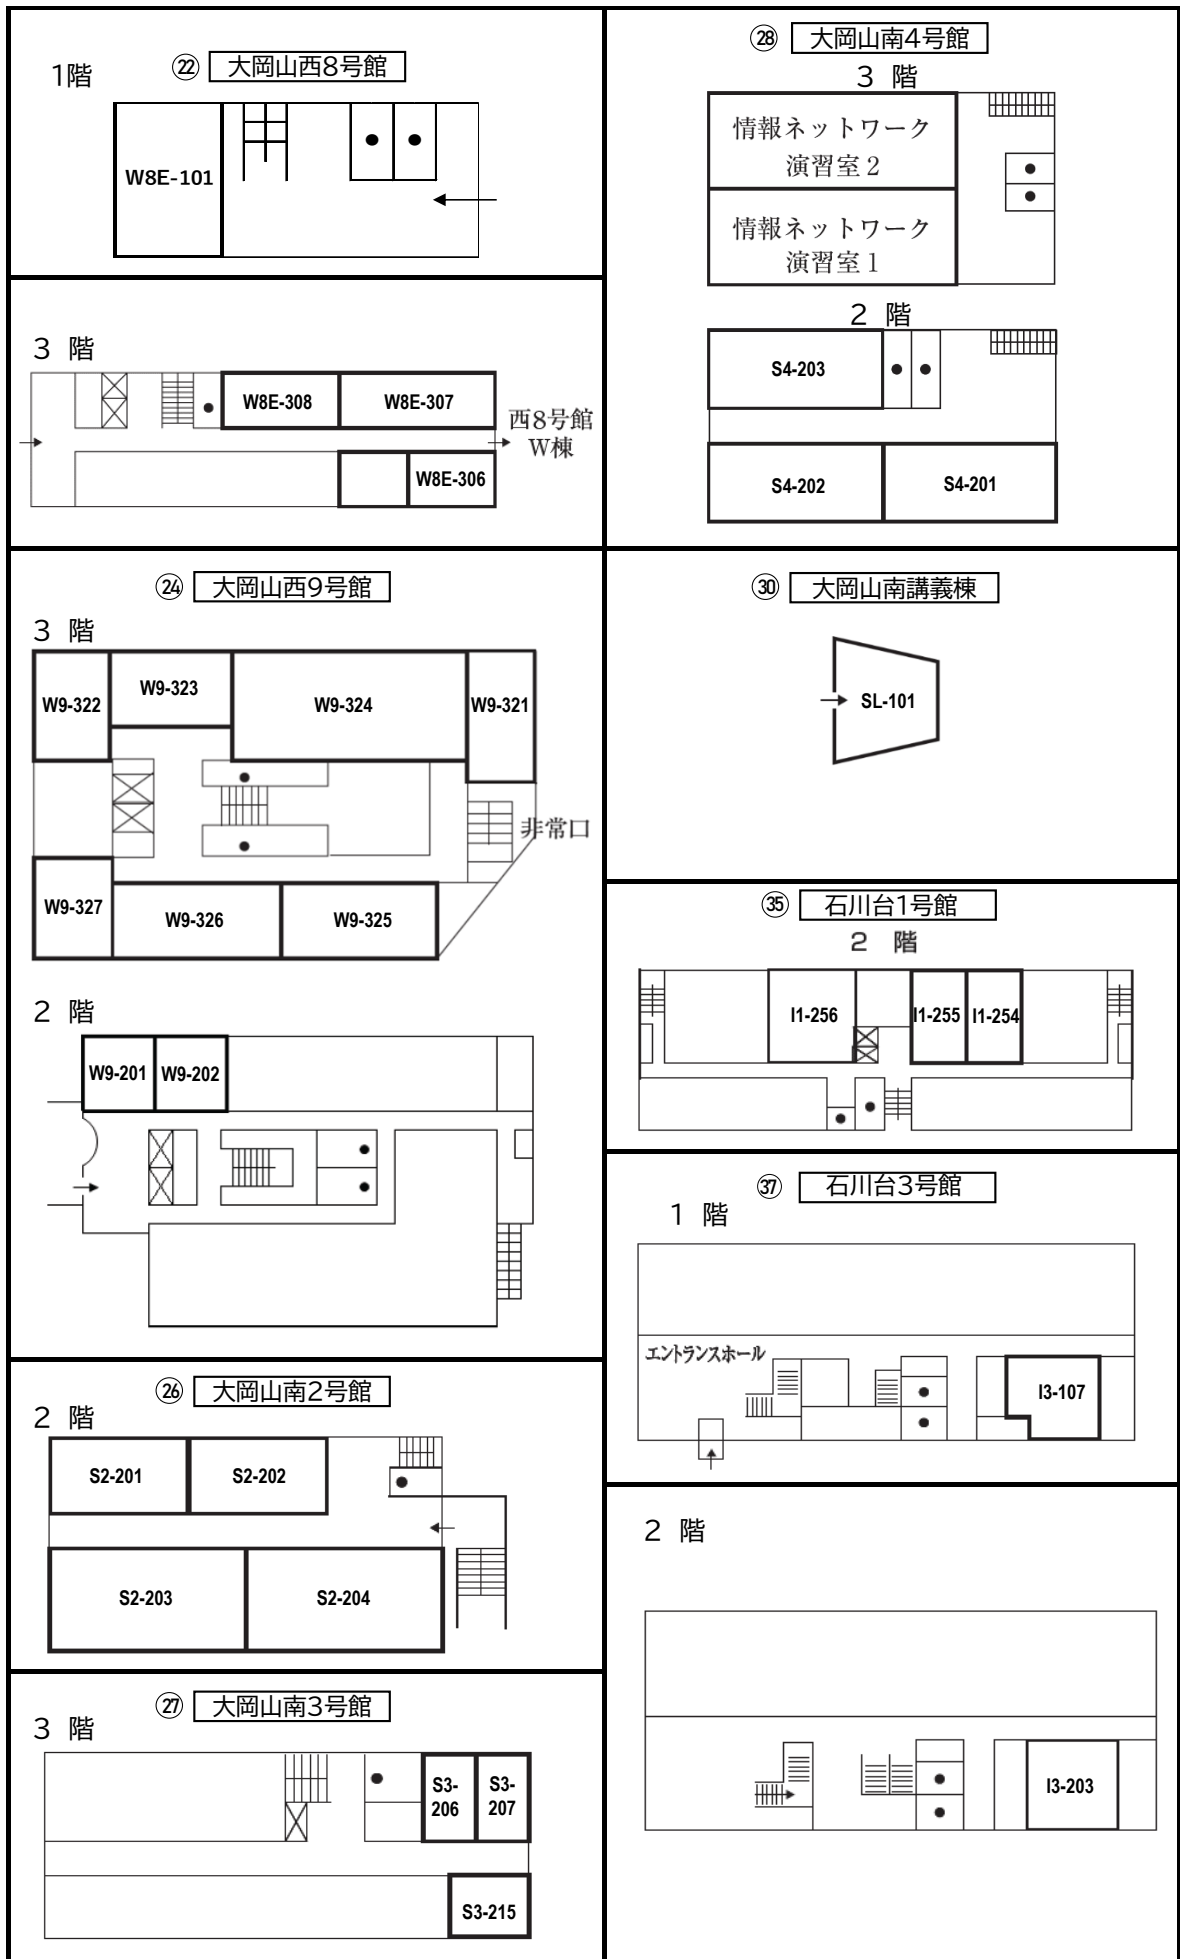 ㉒ 大岡山西8号館
1階
W8E-101
3 階
W8E-308
W8E-307
西8号館
W棟
W8E-306
㉔ 大岡山西9号館
3 階
W9-322
W9-323
W9-324
W9-321
非常口
W9-327
W9-326
W9-325
2 階
W9-201
W9-202
㉖ 大岡山南2号館
2 階
S2-201
S2-202
S2-203
S2-204
㉗ 大岡山南3号館
3 階
S3-
206
S3-
207
S3-215
㉘ 大岡山南4号館
3 階
情報ネットワーク
演習室2
情報ネットワーク
演習室1
2 階
S4-203
S4-202
S4-201
㉚ 大岡山南講義棟
SL-101
㉟ 石川台1号館
2 階
I1-256
I1-255
I1-254
㊲ 石川台3号館
1 階
エントランスホール
I3-107
2 階
I3-203